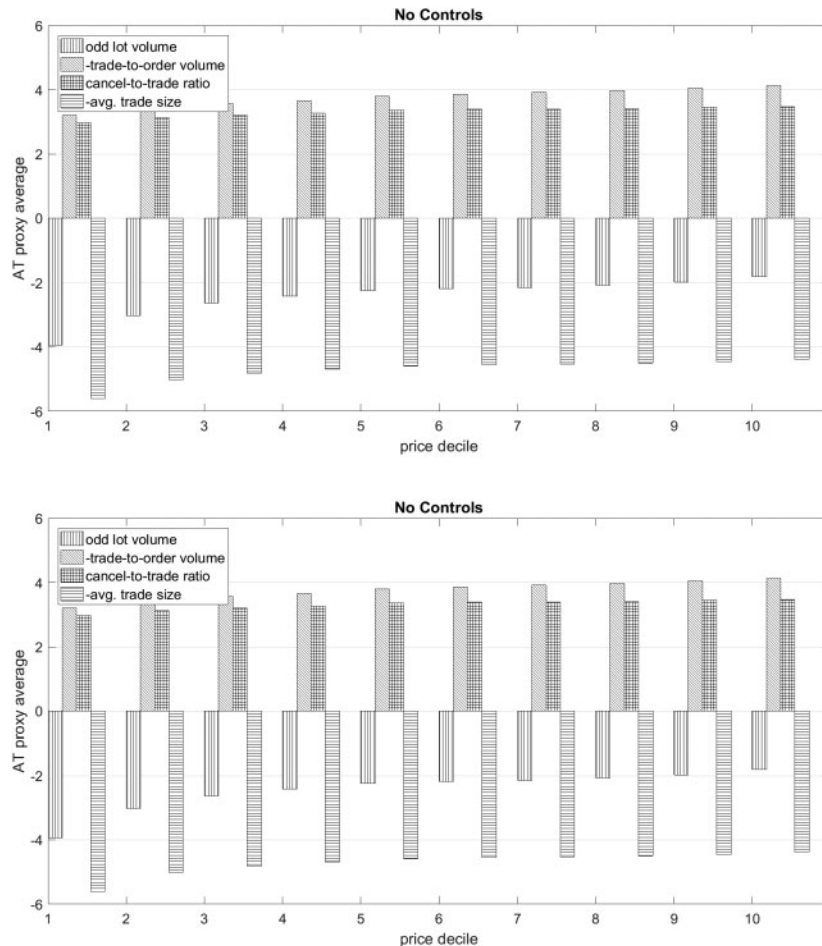 No Controls
6
4
2
0
-2
-4
-6
AT proxy average
odd lot volume
-trade-to-order volume
cancel-to-trade ratio
-avg. trade size
1 2 3 4 5 6 7 8 9 10
price decile
No Controls
6
4
2
0
-2
-4
-6
AT proxy average
odd lot volume
-trade-to-order volume
cancel-to-trade ratio
-avg. trade size
1 2 3 4 5 6 7 8 9 10
price decile